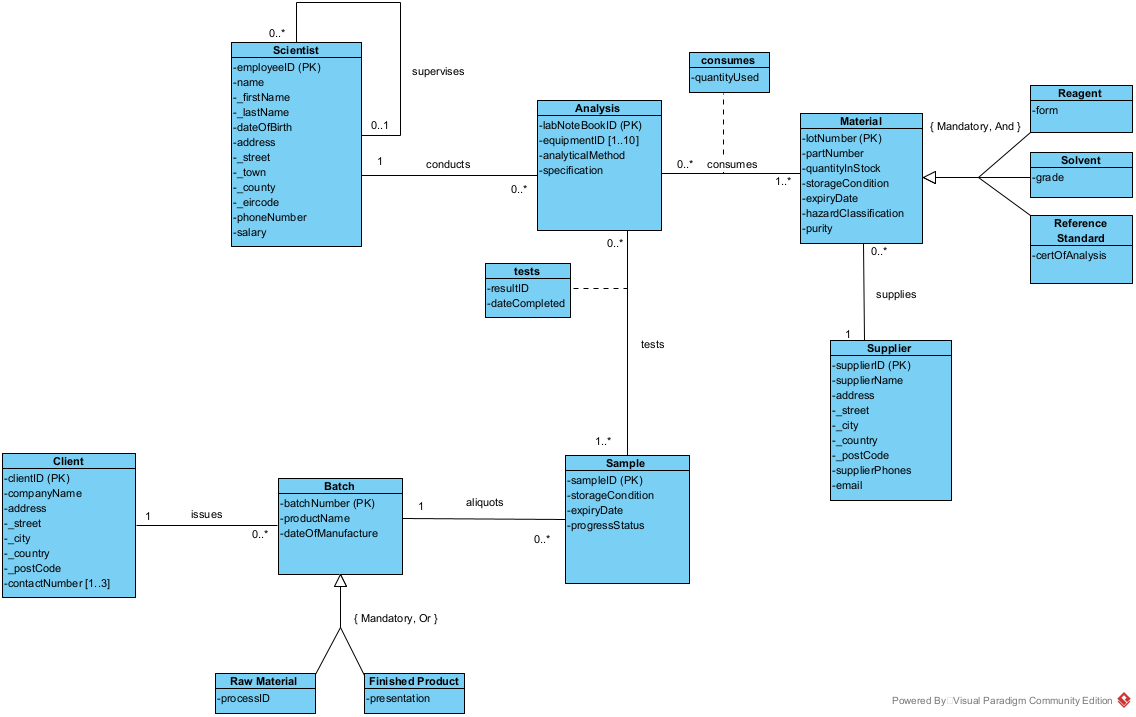 0..*
Scientist
-employeeID (PK)
-name
-_firstName
-_lastName
-dateOfBirth
-address
-_street
-_town
-_county
-_eircode
-phoneNumber
-salary
supervises
0..1
1
conducts
0..*
Analysis
-labNoteBookID (PK)
-equipmentID [1..10]
-analyticalMethod
-specification
consumes
-quantityUsed
0..*
consumes
1..*
Material
-lotNumber (PK)
-partNumber
-quantityInStock
-storageCondition
-expiryDate
-hazardClassification
-purity
{ Mandatory, And }
Reagent
-form
Solvent
-grade
Reference
Standard
-certOfAnalysis
0..*
supplies
1
Supplier
-supplierID (PK)
-supplierName
-address
-_street
-_city
-_country
-_postCode
-supplierPhones
-email
0..*
tests
-resultID
-dateCompleted
tests
1..*
Sample
-sampleID (PK)
-storageCondition
-expiryDate
-progressStatus
Client
-clientID (PK)
-companyName
-address
-_street
-_city
-_country
-_postCode
-contactNumber [1..3]
1
issues
0..*
Batch
-batchNumber (PK)
-productName
-dateOfManufacture
1
aliquots
0..*
{ Mandatory, Or }
Raw Material
-processID
Finished Product
-presentation
Powered By Visual Paradigm Community Edition